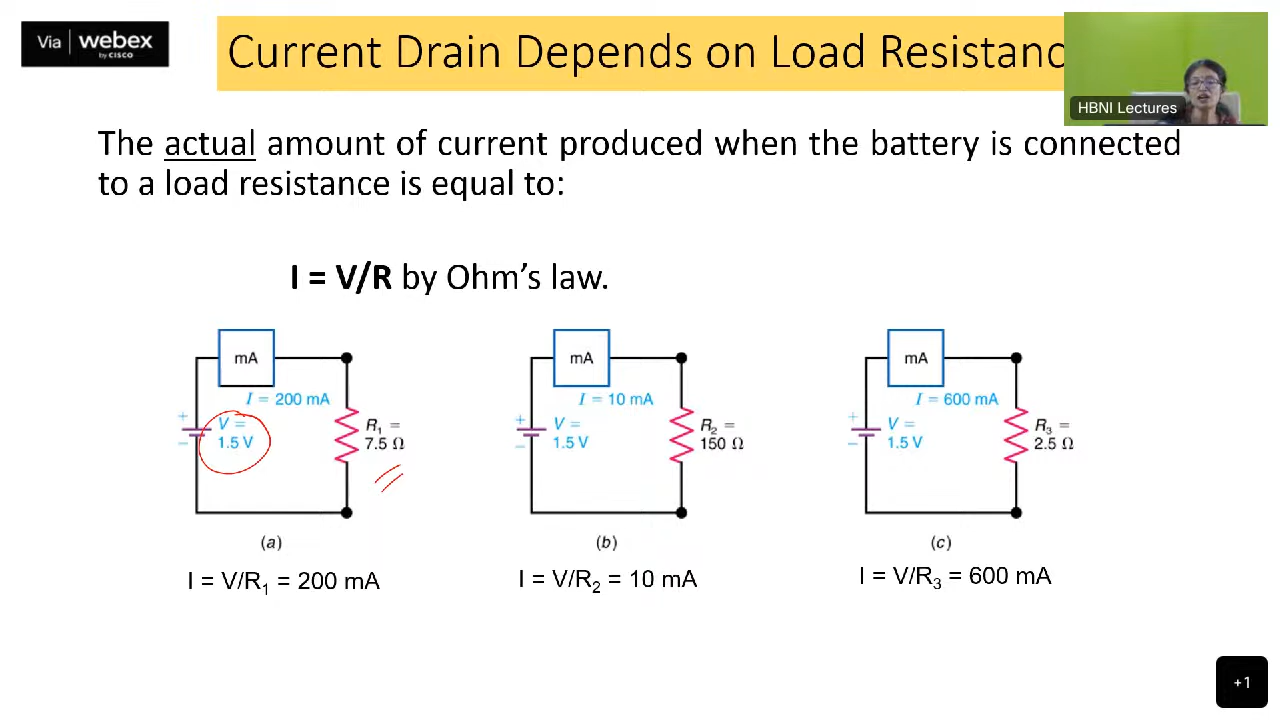 Via webex
by CISCO
Current Drain Depends on Load Resistanc
HBNI Lectures
The actual amount of current produced when the battery is connected
to a load resistance is equal to:
I = V/R by Ohm’s law.
mA
I = 200 mA
+
V =
1.5 V
−
R1 =
7.5 Ω
(a)
I = V/R1 = 200 mA
mA
I = 10 mA
+
V =
1.5 V
−
R2 =
150 Ω
(b)
I = V/R2 = 10 mA
mA
I = 600 mA
+
V =
1.5 V
−
R3 =
2.5 Ω
(c)
I = V/R3 = 600 mA
+1